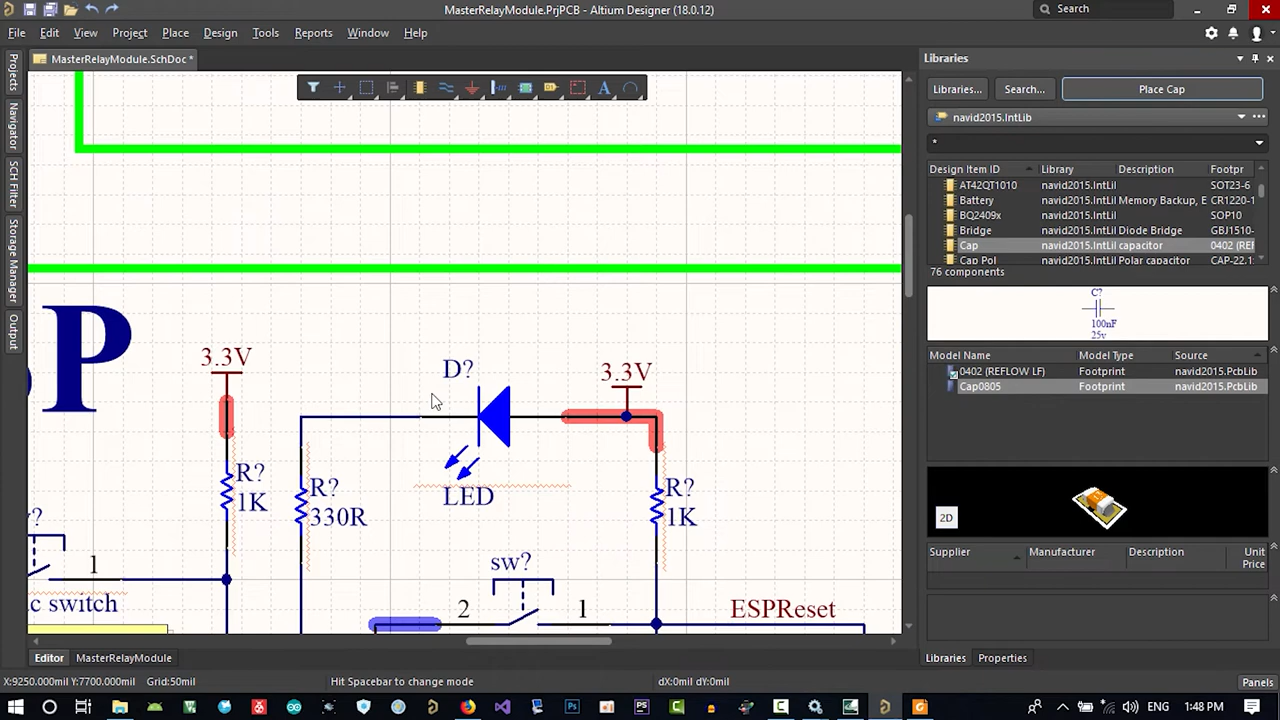 MasterRelayModule.PrjPCB - Altium Designer (18.0.12)
Search
File Edit View Project Place Design Tools Reports Window Help
MasterRelayModule.SchDoc *
Libraries
Projects
Navigator
SCH Filter
Storage Manager
Output
Libraries... Search... Place Cap
navid2015.IntLib
*
Design Item ID Library Description Footpr
AT42QT1010 navid2015.IntLil SOT23-6
Battery navid2015.IntLil Memory Backup, E CR1220-1
BQ2409x navid2015.IntLil SOP10
Bridge navid2015.IntLil Diode Bridge GBJ1510-
Cap navid2015.IntLil capacitor 0402 (REF
Cap Pol navid2015.IntLil Polar capacitor CAP-22.1
76 components
C?
100nF
25v
Model Name Model Type Source
0402 (REFLOW LF) Footprint navid2015.PcbLib
Cap0805 Footprint navid2015.PcbLib
2D
Supplier Manufacturer Description Unit Price
P
3.3V
D?
3.3V
R?
1K
R?
330R
LED
R?
1K
?
1
sw?
c switch
2
1
ESPReset
Editor MasterRelayModule
Libraries Properties
X:9250.000mil Y:7700.000mil Grid:50mil Hit Spacebar to change mode dX:0mil dY:0mil Panels
ENG 1:48 PM